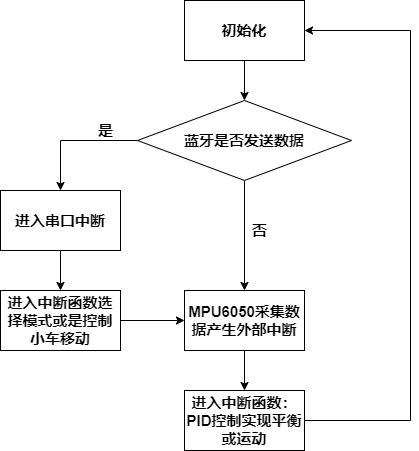 初始化
蓝牙是否发送数据
是
进入串口中断
否
进入中断函数选
择模式或是控制
小车移动
MPU6050采集数
据产生外部中断
进入中断函数：
PID控制实现平衡
或运动